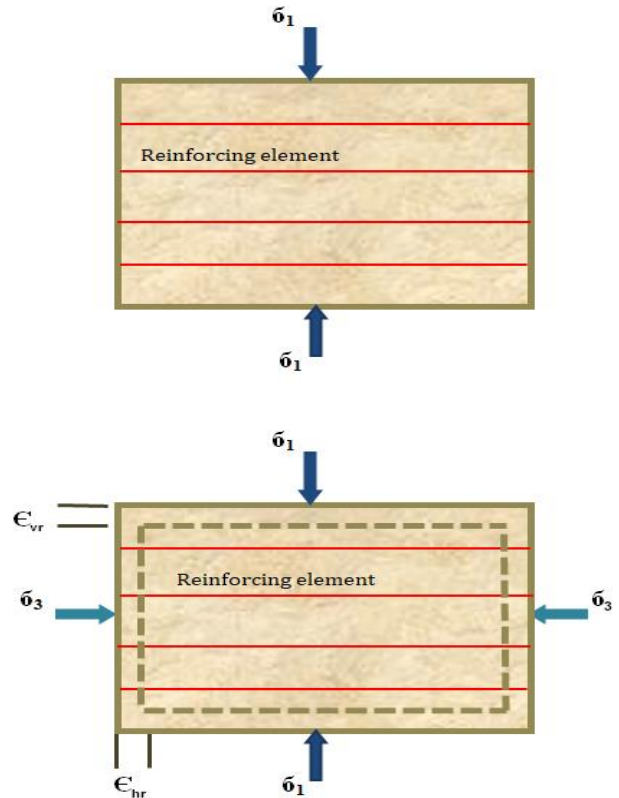 б₁
Reinforcing element
б₁
б₁
Є_vr
Reinforcing element
б₃ б₃
Є_hr
б₁